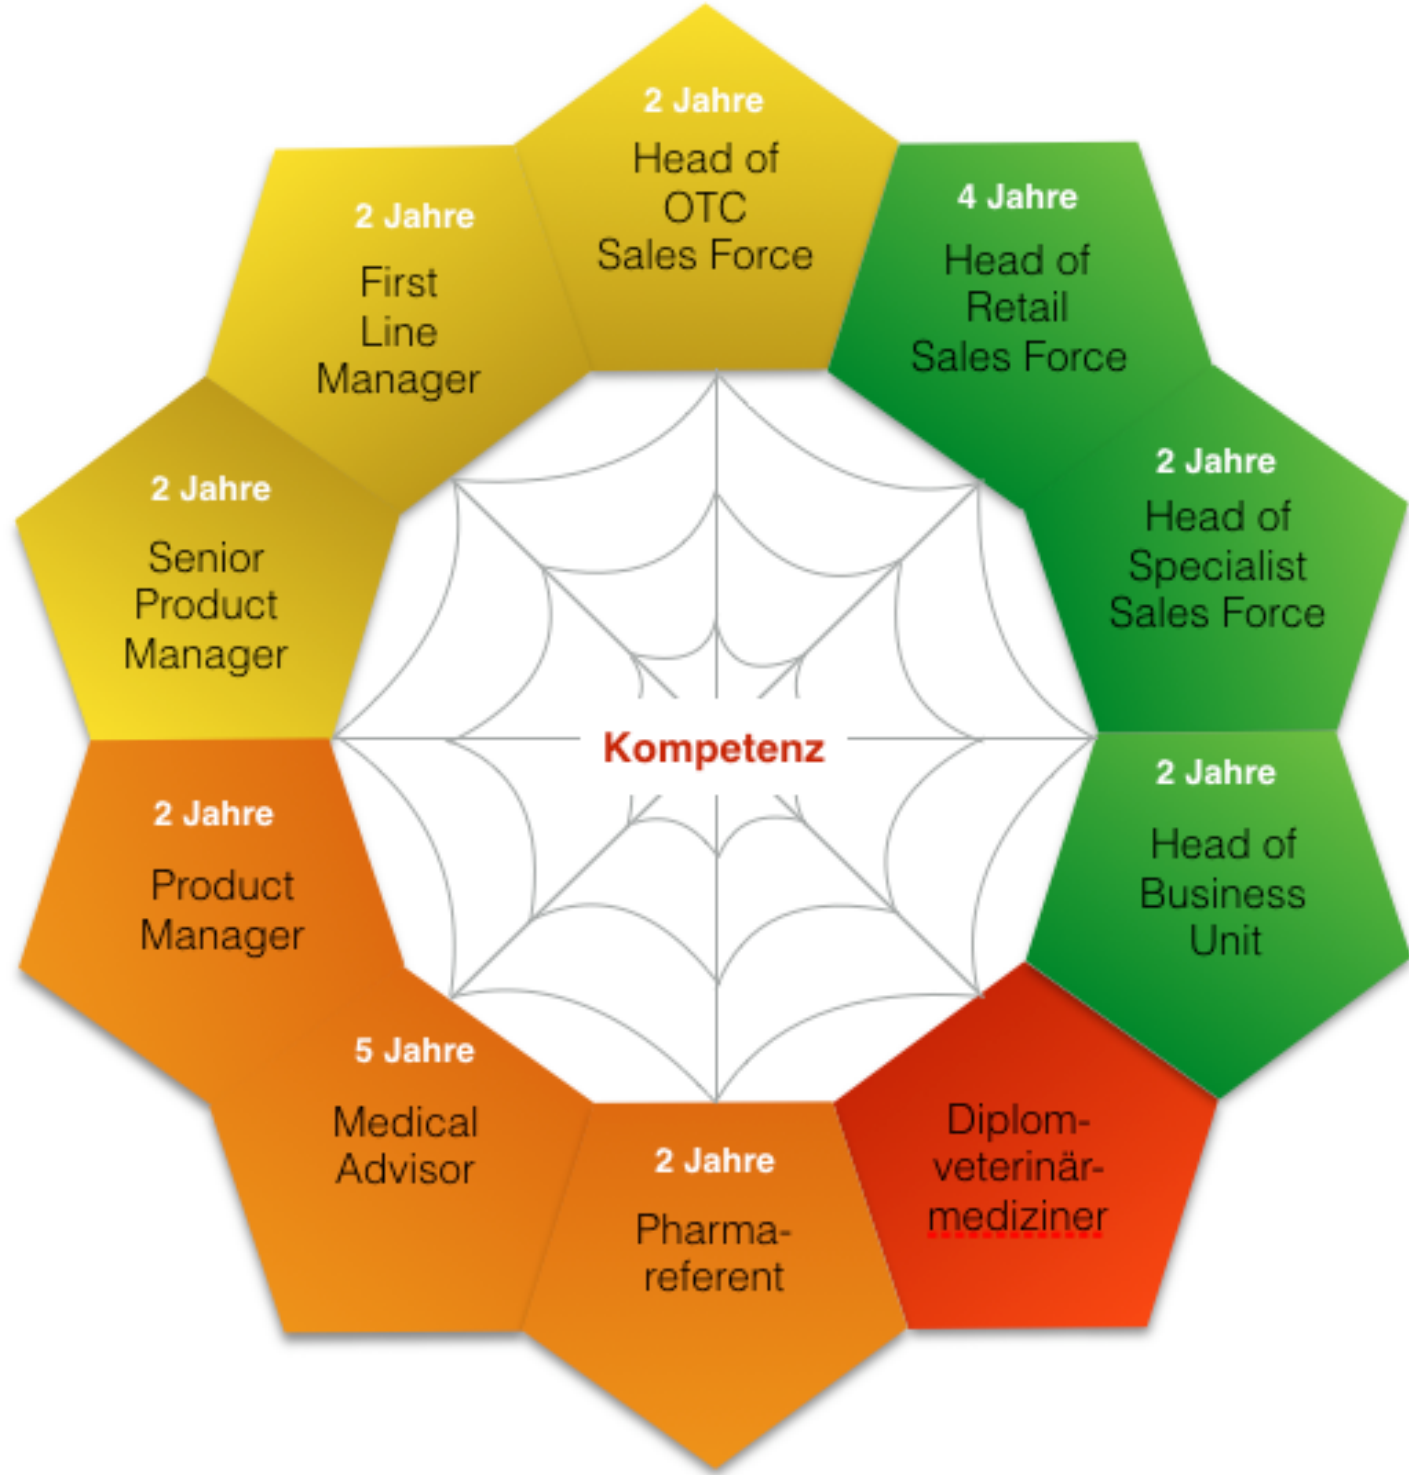 2 Jahre
Head of
OTC
Sales Force
4 Jahre
Head of
Retail
Sales Force
2 Jahre
Head of
Specialist
Sales Force
2 Jahre
Head of
Business
Unit
Diplom-
veterinär-
mediziner
2 Jahre
Pharma-
referent
5 Jahre
Medical
Advisor
2 Jahre
Product
Manager
2 Jahre
Senior
Product
Manager
2 Jahre
First
Line
Manager
Kompetenz